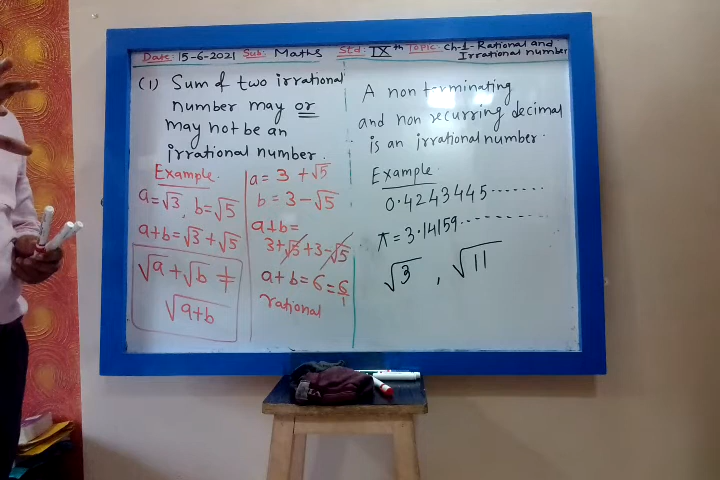 Date: 15-6-2021 Sub: Maths Std: IXth Topic: Ch-1-Rational and Irrational number
(1) Sum of two irrational
number may or
may not be an
irrational number.
Example
a=√3, b=√5
a+b=√3+√5
√a+√b ≠
√a+b
a=3+√5
b=3-√5
a+b=
3+√5+3-√5
a+b=6=6/1
rational
A non terminating
and non recurring decimal
is an irrational number.
Example
0.4243445.......
π=3.14159..........
√3, √11